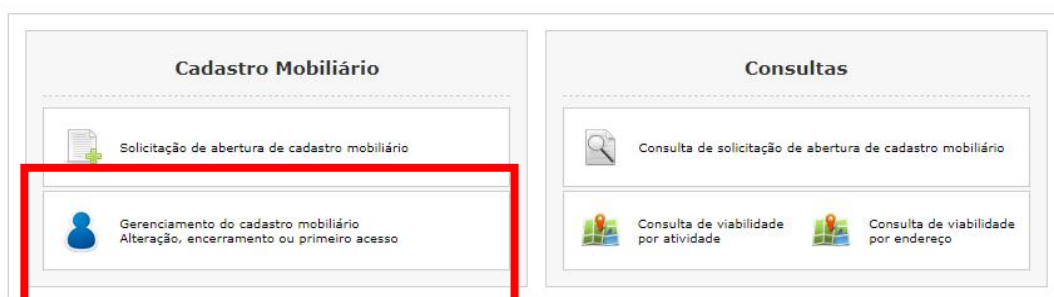 Cadastro Mobiliário
Solicitação de abertura de cadastro mobiliário
Gerenciamento do cadastro mobiliário
Alteração, encerramento ou primeiro acesso
Consultas
Consulta de solicitação de abertura de cadastro mobiliário
Consulta de viabilidade
por atividade
Consulta de viabilidade
por endereço